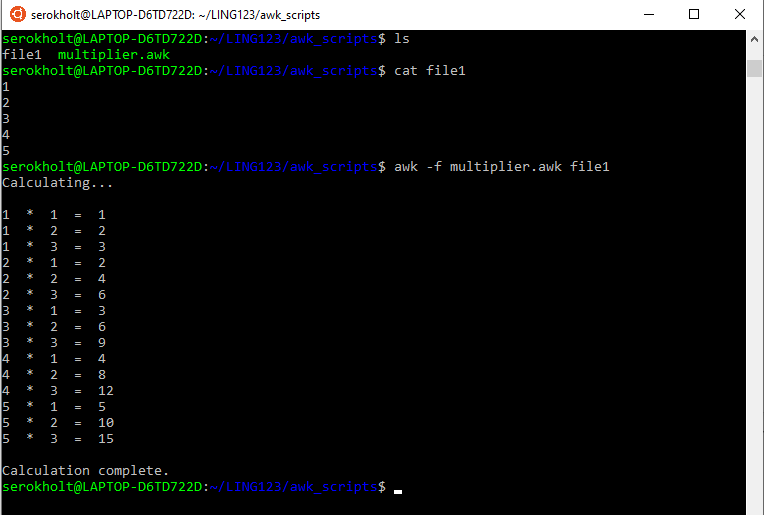 serokholt@LAPTOP-D6TD722D: ~/LING123/awk_scripts
serokholt@LAPTOP-D6TD722D:~/LING123/awk_scripts$ ls
file1  multiplier.awk
serokholt@LAPTOP-D6TD722D:~/LING123/awk_scripts$ cat file1
1
2
3
4
5
serokholt@LAPTOP-D6TD722D:~/LING123/awk_scripts$ awk -f multiplier.awk file1
Calculating...
1  *  1  =  1
1  *  2  =  2
1  *  3  =  3
2  *  1  =  2
2  *  2  =  4
2  *  3  =  6
3  *  1  =  3
3  *  2  =  6
3  *  3  =  9
4  *  1  =  4
4  *  2  =  8
4  *  3  =  12
5  *  1  =  5
5  *  2  =  10
5  *  3  =  15
Calculation complete.
serokholt@LAPTOP-D6TD722D:~/LING123/awk_scripts$